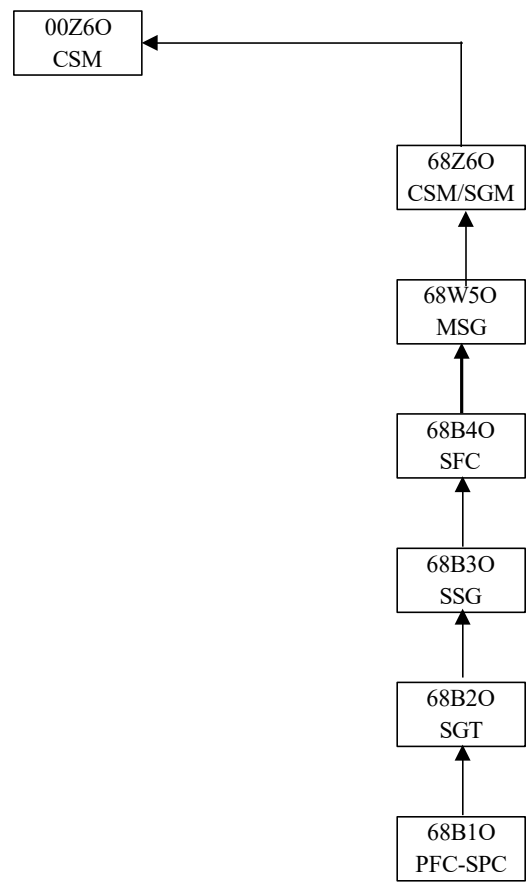 00Z6O
CSM
68Z6O
CSM/SGM
68W5O
MSG
68B4O
SFC
68B3O
SSG
68B2O
SGT
68B1O
PFC-SPC